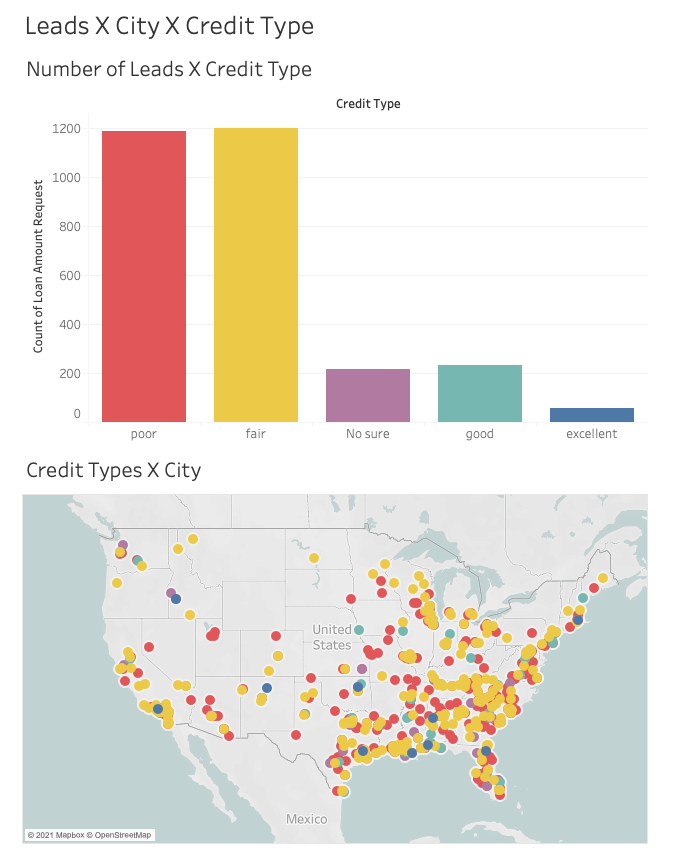 Leads X City X Credit Type
Number of Leads X Credit Type
Credit Type
1200
1000
800
600
400
200
0
Count of Loan Amount Request
poor fair No sure good excellent
Credit Types X City
United
States
Mexico
© 2021 Mapbox © OpenStreetMap